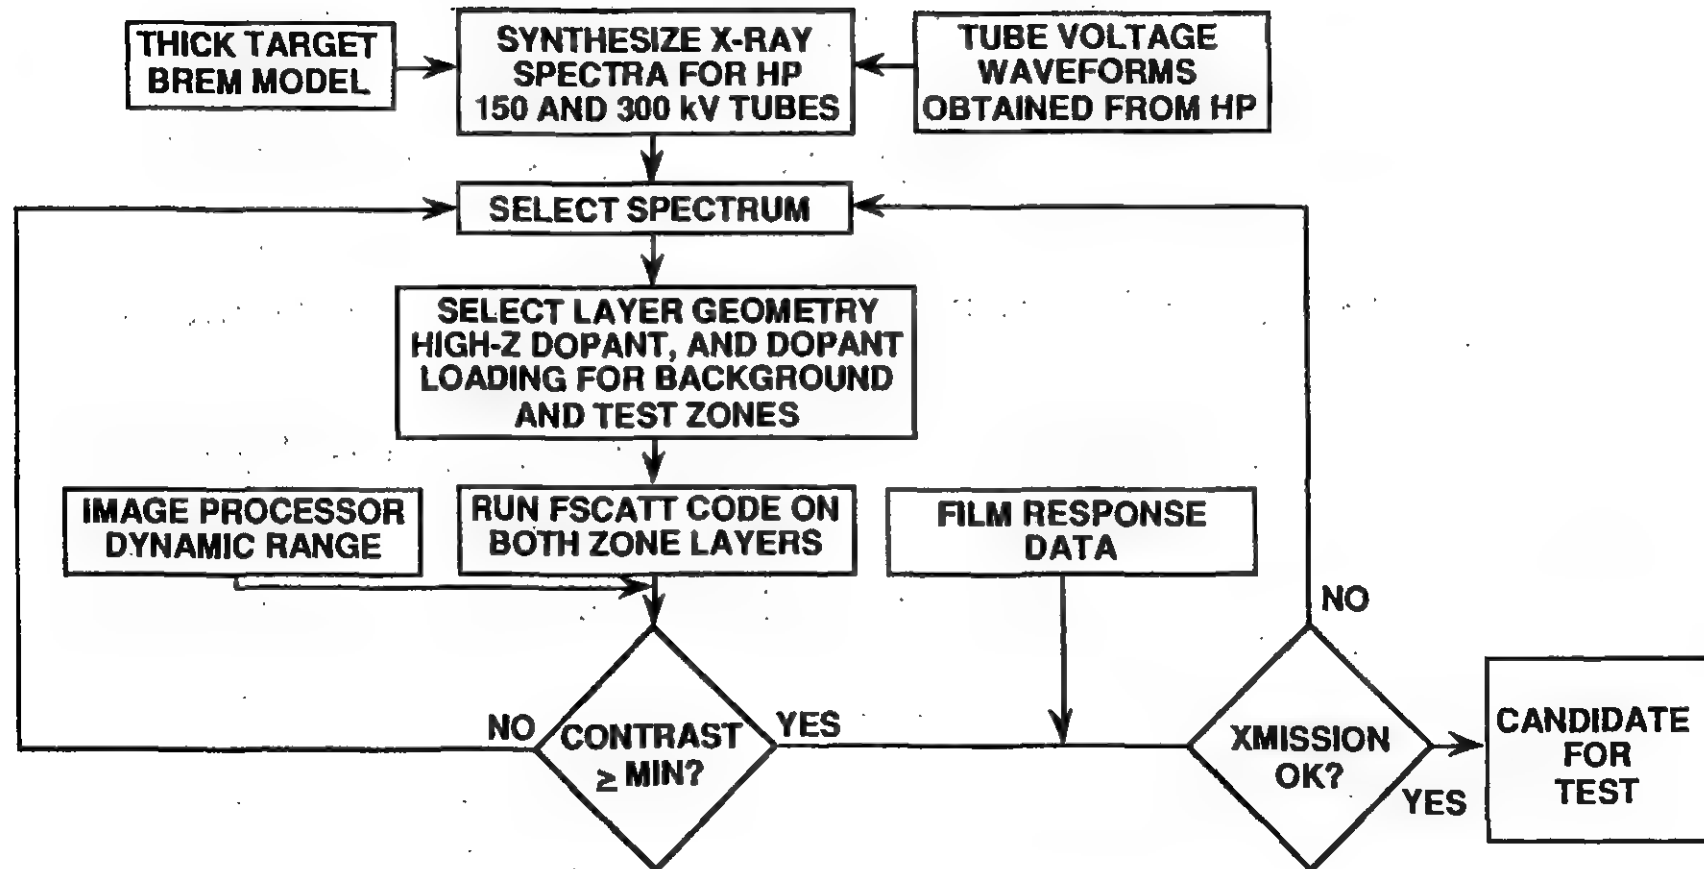 THICK TARGET
BREM MODEL
SYNTHESIZE X-RAY
SPECTRA FOR HP
150 AND 300 kV TUBES
TUBE VOLTAGE
WAVEFORMS
OBTAINED FROM HP
SELECT SPECTRUM
SELECT LAYER GEOMETRY
HIGH-Z DOPANT, AND DOPANT
LOADING FOR BACKGROUND
AND TEST ZONES
IMAGE PROCESSOR
DYNAMIC RANGE
RUN FSCATT CODE ON
BOTH ZONE LAYERS
FILM RESPONSE
DATA
NO
CONTRAST
≥ MIN?
YES
XMISSION
OK?
NO
YES
CANDIDATE
FOR
TEST